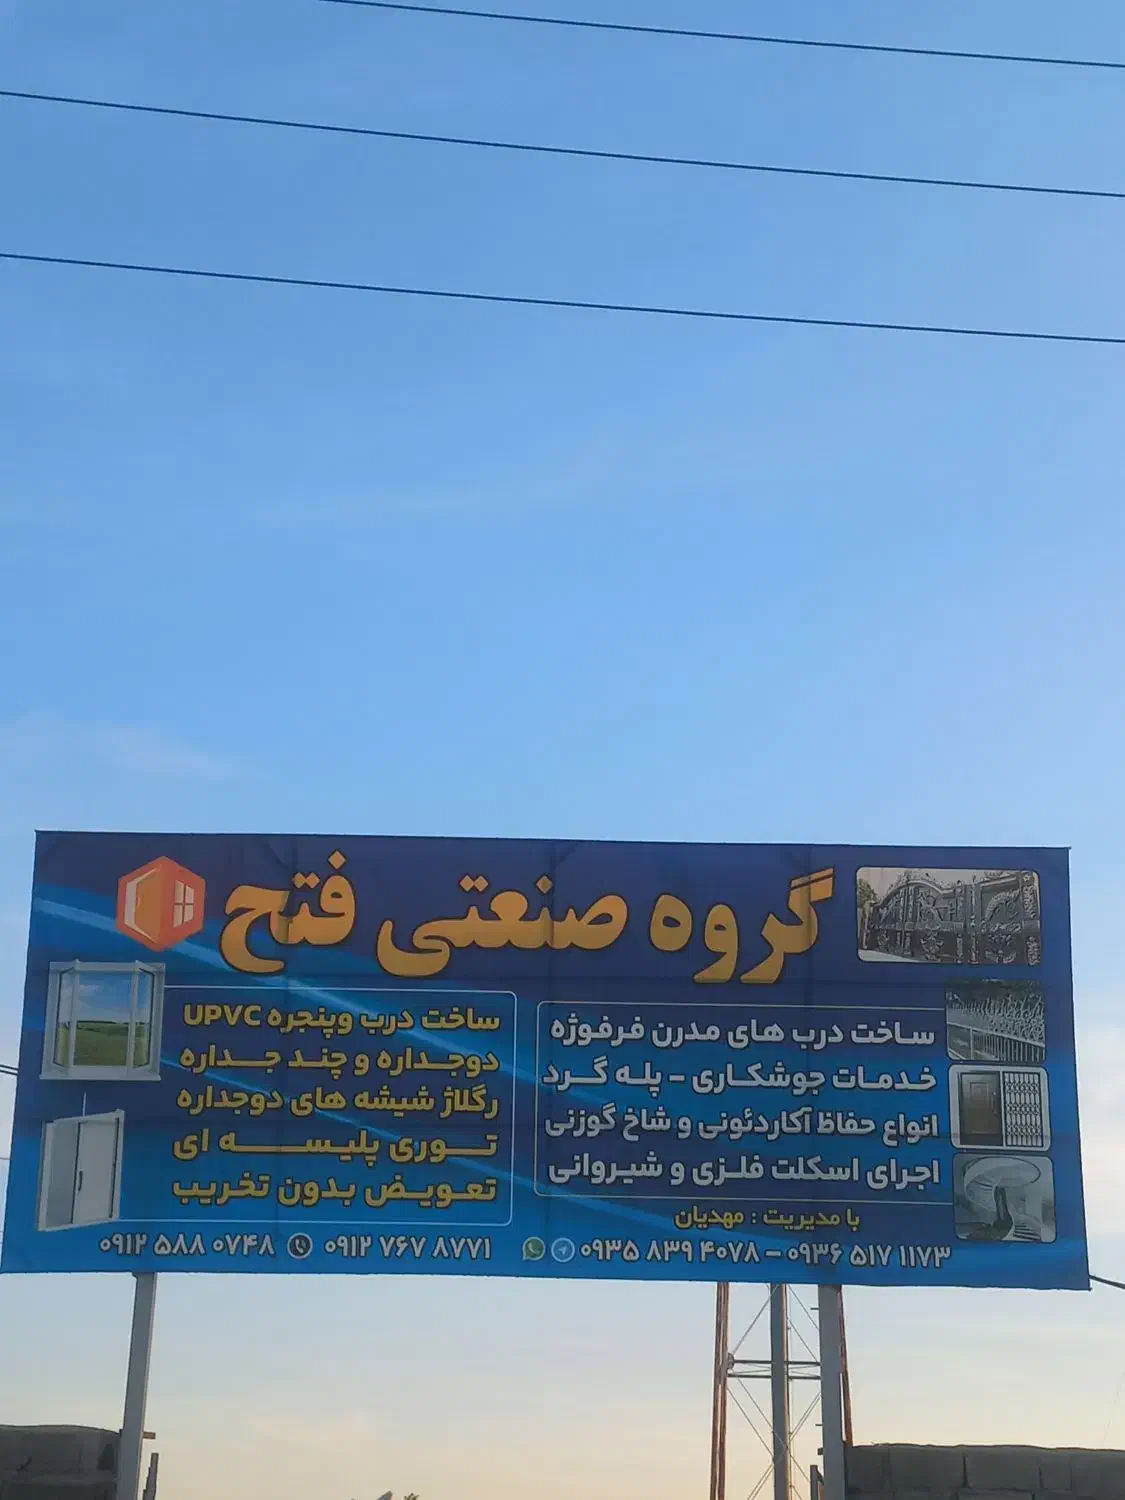 گروه صنعتی فتح
ساخت درب های مدرن فرفوژه
خدمات جوشکاری - پله گرد
انواع حفاظ آکاردئونی و شاخ گوزنی
اجرای اسکلت فلزی و شیروانی
با مدیریت : مهدیان
۰۹۳۵ ۸۳۹ ۴۰۷۸ - ۰۹۳۶ ۵۱۷ ۱۱۷۳
ساخت درب وپنجره UPVC
دوجداره و چند جداره
رگلاژ شیشه های دوجداره
توری پلیسه ای
تعویض بدون تخریب
۰۹۱۲ ۵۸۸ ۰۷۴۸ ۰۹۱۲ ۷۶۷ ۸۷۷۱